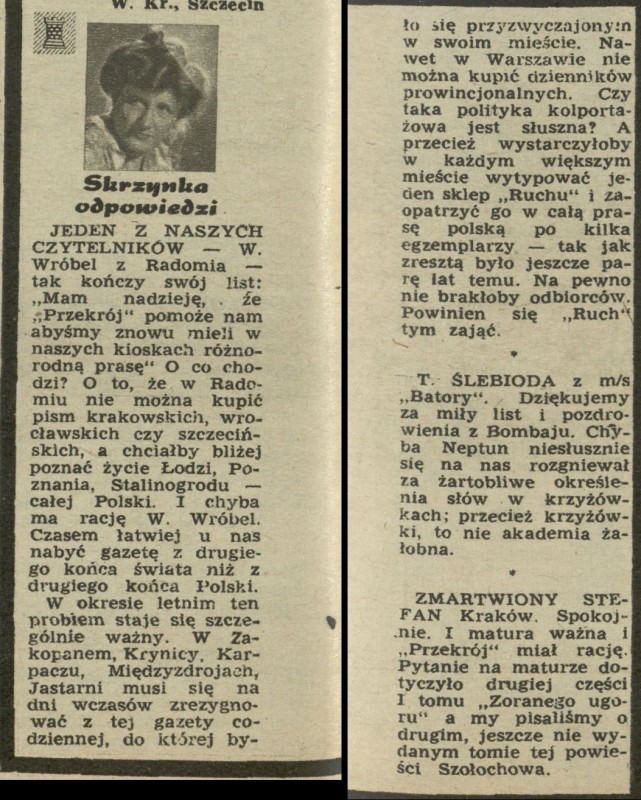 W. Kr., Szczecin
Skrzynka
odpowiedzi
JEDEN Z NASZYCH
CZYTELNIKÓW — W.
Wróbel z Radomia —
tak kończy swój list:
„Mam nadzieję, że
„Przekrój“ pomoże nam
abyśmy znowu mieli w
naszych kioskach różno-
rodną prasę“ O co cho-
dzi? O to, że w Rado-
miu nie można kupić
pism krakowskich, wro-
cławskich czy szczeciń-
skich, a chciałby bliżej
poznać życie Łodzi, Po-
znania, Stalinogrodu —
całej Polski. I chyba
ma rację W. Wróbel.
Czasem łatwiej u nas
nabyć gazetę z drugie-
go końca świata niż z
drugiego końca Polski.
W okresie letnim ten
problem staje się szcze-
gólnie ważny. W Za-
kopanem, Krynicy, Kar-
paczu, Międzyzdrojach,
Jastarni musi się na
dni wczasów zrezygno-
wać z tej gazety co-
dziennej, do której by-
ło się przyzwyczajonym
w swoim mieście. Na-
wet w Warszawie nie
można kupić dzienników
prowincjonalnych. Czy
taka polityka kolporta-
żowa jest słuszna? A
przecież wystarczyłoby
w każdym większym
mieście wytypować je-
den sklep „Ruchu“ i za-
opatrzyć go w całą pra-
sę polską po kilka
egzemplarzy — tak jak
zresztą było jeszcze pa-
rę lat temu. Na pewno
nie brakłoby odbiorców.
Powinien się „Ruch“
tym zająć.
*
T. ŚLEBIODA z m/s
„Batory“. Dziękujemy
za miły list i pozdro-
wienia z Bombaju. Chy-
ba Neptun niesłusznie
się na nas rozgniewał
za żartobliwe określe-
nia słów w krzyżów-
kach; przecież krzyżów-
ki, to nie akademia ża-
łobna.
*
ZMARTWIONY STE-
FAN Kraków. Spokoj-
nie. I matura ważna i
„Przekrój“ miał rację.
Pytanie na maturze do-
tyczyło drugiej części
I tomu „Zoranego ugo-
ru“ a my pisaliśmy o
drugim, jeszcze nie wy-
danym tomie tej powie-
ści Szołochowa.